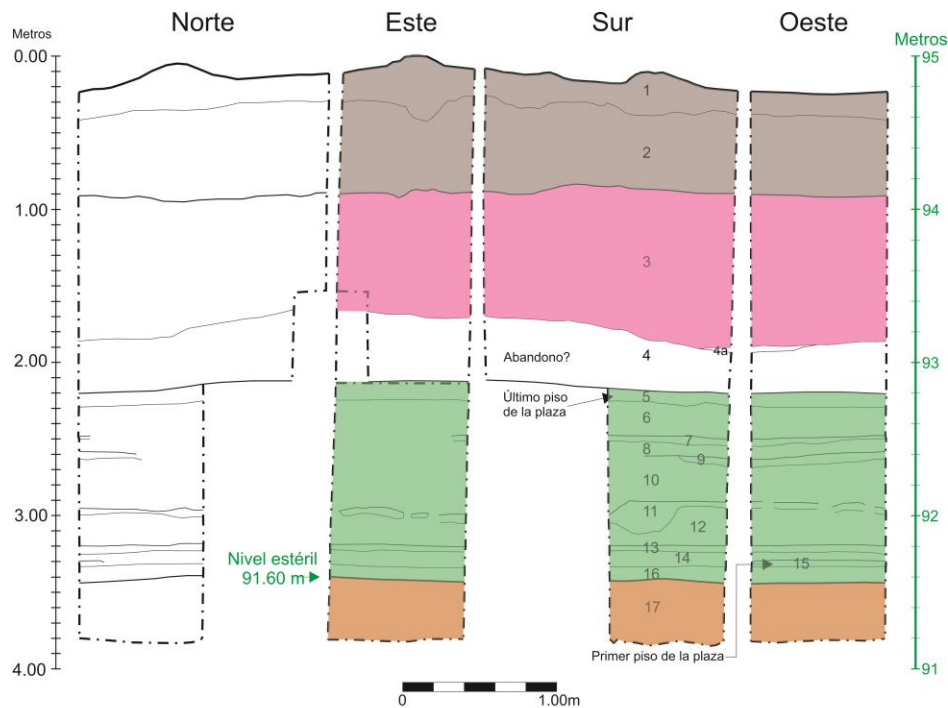 Norte
Este
Sur
Oeste
Metros
Metros
0.00
95
1
2
1.00
94
3
2.00
93
Abandono?
4
4a
Último piso
de la plaza
5
6
7
8
9
10
3.00
92
11
12
13
14
Nivel estéril
91.60 m
15
16
17
Primer piso de la plaza
4.00
91
0
1.00m